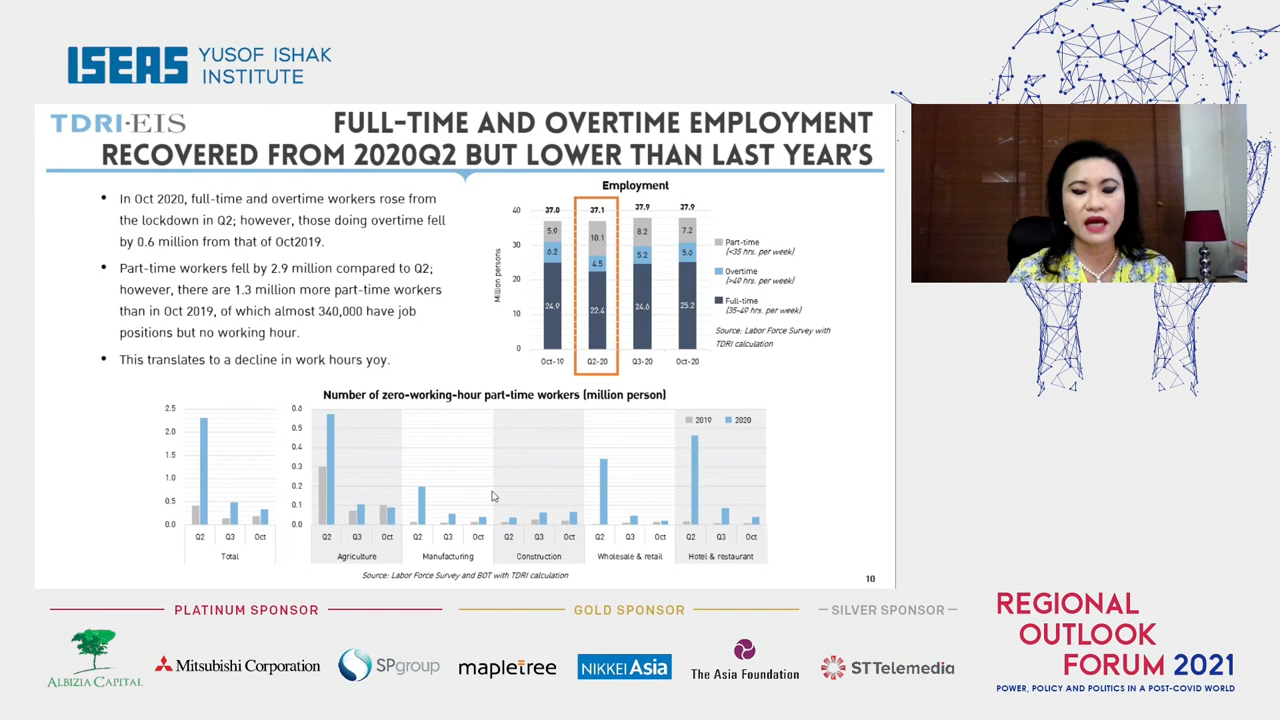 ISEAS YUSOF ISHAK
INSTITUTE
TDRI·EIS
FULL-TIME AND OVERTIME EMPLOYMENT
RECOVERED FROM 2020Q2 BUT LOWER THAN LAST YEAR'S
• In Oct 2020, full-time and overtime workers rose from
the lockdown in Q2; however, those doing overtime fell
by 0.6 million from that of Oct2019.
• Part-time workers fell by 2.9 million compared to Q2;
however, there are 1.3 million more part-time workers
than in Oct 2019, of which almost 340,000 have job
positions but no working hour.
• This translates to a decline in work hours yoy.
Employment
Million persons
40
30
20
10
0
37.0 37.1 37.9 37.9
5.9 10.1 8.2 7.2
6.2 4.5 5.2 5.0
24.9 22.4 24.6 25.2
Oct-19 Q2-20 Q3-20 Oct-20
Part-time
(<35 hrs. per week)
Overtime
(>49 hrs. per week)
Full-time
(35-49 hrs. per week)
Source: Labor Force Survey with
TDRI calculation
Number of zero-working-hour part-time workers (million person)
2.5
2.0
1.5
1.0
0.5
0.0
Q2 Q3 Oct
Total
0.6
0.5
0.4
0.3
0.2
0.1
0.0
2019 2020
Q2 Q3 Oct Q2 Q3 Oct Q2 Q3 Oct Q2 Q3 Oct Q2 Q3 Oct
Agriculture Manufacturing Construction Wholesale & retail Hotel & restaurant
Source: Labor Force Survey and BOT with TDRI calculation
10
PLATINUM SPONSOR
GOLD SPONSOR
SILVER SPONSOR
ALBIZIA CAPITAL
Mitsubishi Corporation
SPgroup
mapletree
NIKKEI Asia
The Asia Foundation
ST Telemedia
REGIONAL
OUTLOOK
FORUM 2021
POWER, POLICY AND POLITICS IN A POST-COVID WORLD